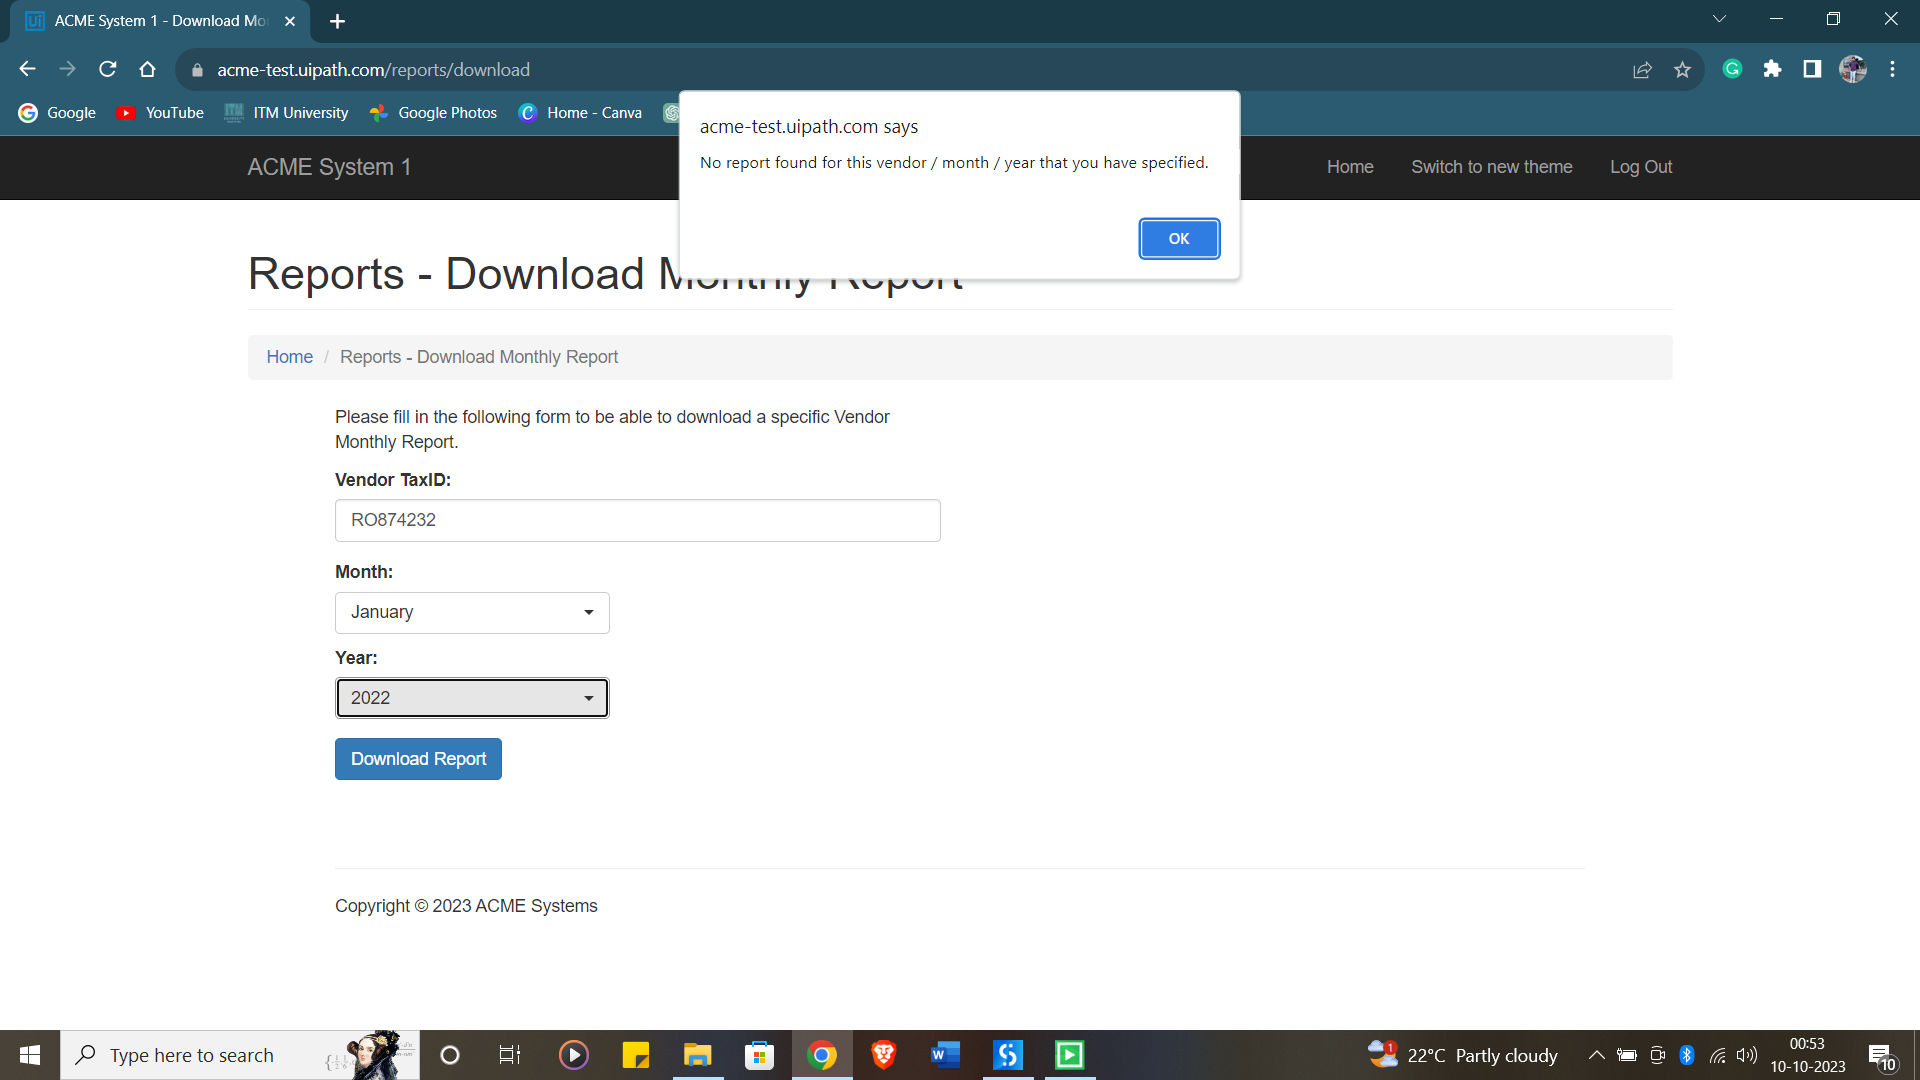 ACME System 1 - Download Mo
acme-test.uipath.com/reports/download
Google
YouTube
ITM University
Google Photos
Home - Canva
acme-test.uipath.com says
No report found for this vendor / month / year that you have specified.
OK
ACME System 1
Home
Switch to new theme
Log Out
Reports - Download Monthly Report
Home / Reports - Download Monthly Report
Please fill in the following form to be able to download a specific Vendor
Monthly Report.
Vendor TaxID:
RO874232
Month:
January
Year:
2022
Download Report
Copyright © 2023 ACME Systems
Type here to search
22°C Partly cloudy
00:53
10-10-2023
10